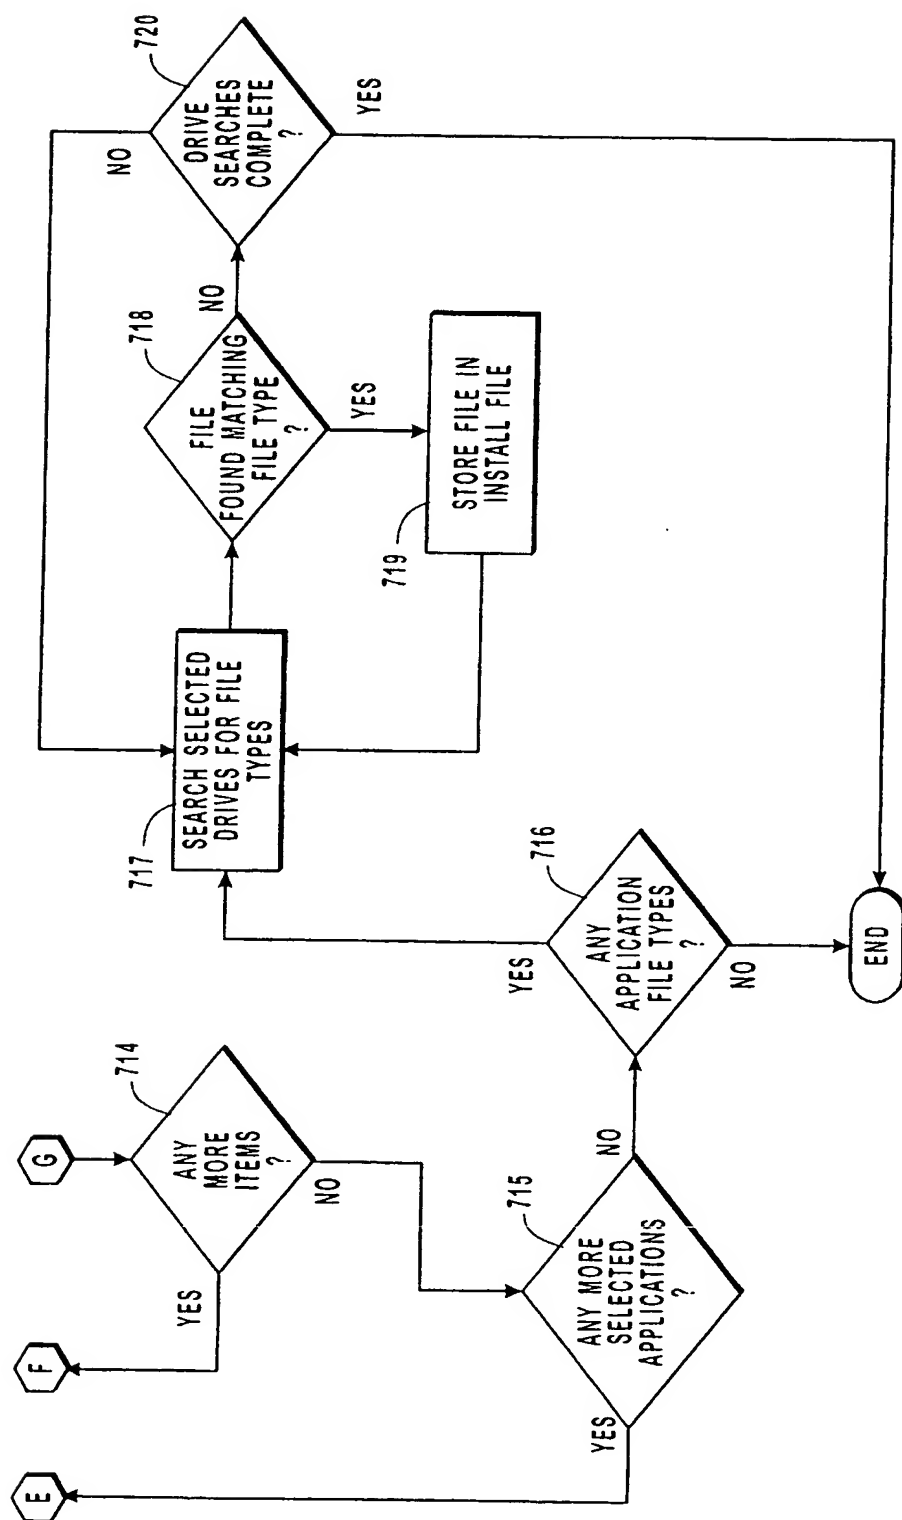 E
F
G
714
ANY
MORE
ITEMS
?
YES
NO
715
ANY MORE
SELECTED
APPLICATIONS
?
YES
NO
716
ANY
APPLICATION
FILE TYPES
?
YES
NO
END
717
SEARCH SELECTED
DRIVES FOR FILE
TYPES
718
FILE
FOUND MATCHING
FILE TYPE
?
NO
YES
719
STORE FILE IN
INSTALL FILE
720
DRIVE
SEARCHES
COMPLETE
?
NO
YES